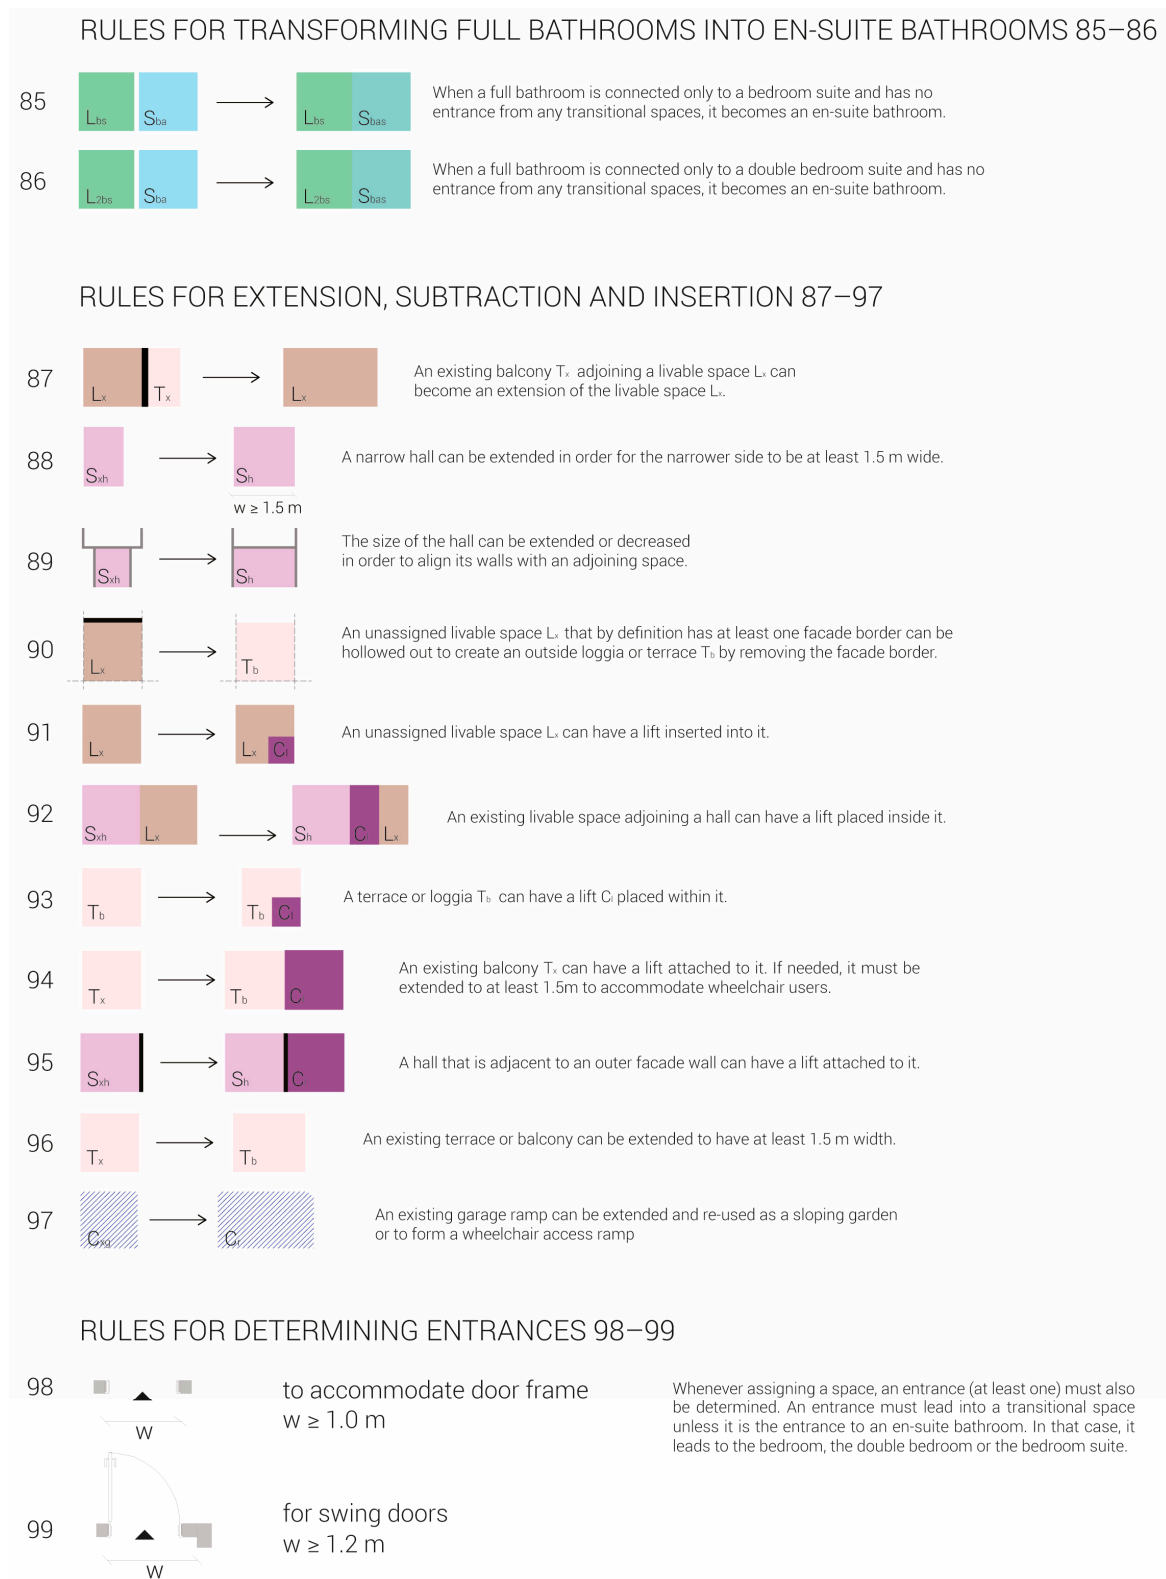 RULES FOR TRANSFORMING FULL BATHROOMS INTO EN-SUITE BATHROOMS 85–86
85
Lbs Sba Lbs Sbas
When a full bathroom is connected only to a bedroom suite and has no
entrance from any transitional spaces, it becomes an en-suite bathroom.
86
L2bs Sba L2bs Sbas
When a full bathroom is connected only to a double bedroom suite and has no
entrance from any transitional spaces, it becomes an en-suite bathroom.
RULES FOR EXTENSION, SUBTRACTION AND INSERTION 87–97
87
Lx Tx Lx
An existing balcony Tx adjoining a livable space Lx can
become an extension of the livable space Lx.
88
Sxh Sh
w ≥ 1.5 m
A narrow hall can be extended in order for the narrower side to be at least 1.5 m wide.
89
Sxh Sh
The size of the hall can be extended or decreased
in order to align its walls with an adjoining space.
90
Lx Tb
An unassigned livable space Lx that by definition has at least one facade border can be
hollowed out to create an outside loggia or terrace Tb by removing the facade border.
91
Lx Lx Cl
An unassigned livable space Lx can have a lift inserted into it.
92
Sxh Lx Sh C Lx
An existing livable space adjoining a hall can have a lift placed inside it.
93
Tb Tb Cl
A terrace or loggia Tb can have a lift Cl placed within it.
94
Tx Tb C
An existing balcony Tx can have a lift attached to it. If needed, it must be
extended to at least 1.5m to accommodate wheelchair users.
95
Sxh Sh C
A hall that is adjacent to an outer facade wall can have a lift attached to it.
96
Tx Tb
An existing terrace or balcony can be extended to have at least 1.5 m width.
97
Cxg Cr
An existing garage ramp can be extended and re-used as a sloping garden
or to form a wheelchair access ramp
RULES FOR DETERMINING ENTRANCES 98–99
98
W
to accommodate door frame
w ≥ 1.0 m
Whenever assigning a space, an entrance (at least one) must also
be determined. An entrance must lead into a transitional space
unless it is the entrance to an en-suite bathroom. In that case, it
leads to the bedroom, the double bedroom or the bedroom suite.
99
W
for swing doors
w ≥ 1.2 m